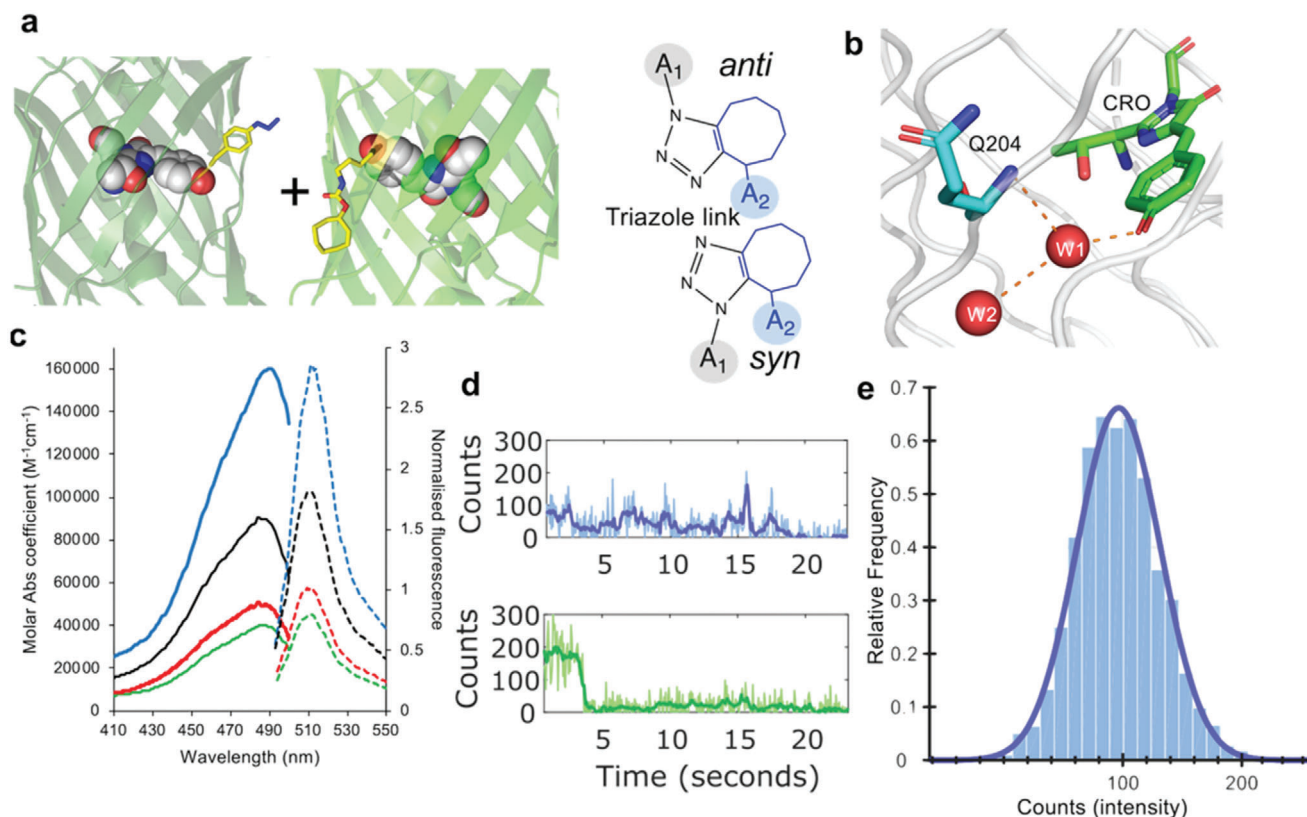 a
+
A1
anti
N
N
N
A2
Triazole link
N
N
N
A2
A1
syn
b
CRO
Q204
W1
W2
c
Molar Abs coefficient (M-1cm-1)
160000
140000
120000
100000
80000
60000
40000
20000
0
3
2.5
2
1.5
1
0.5
0
Normalised fluorescence
410 430 450 470 490 510 530 550
Wavelength (nm)
d
Counts
300
200
100
0
5 10 15 20
Counts
300
200
100
0
5 10 15 20
Time (seconds)
e
Relative Frequency
0.7
0.6
0.5
0.4
0.3
0.2
0.1
0
100 200
Counts (intensity)